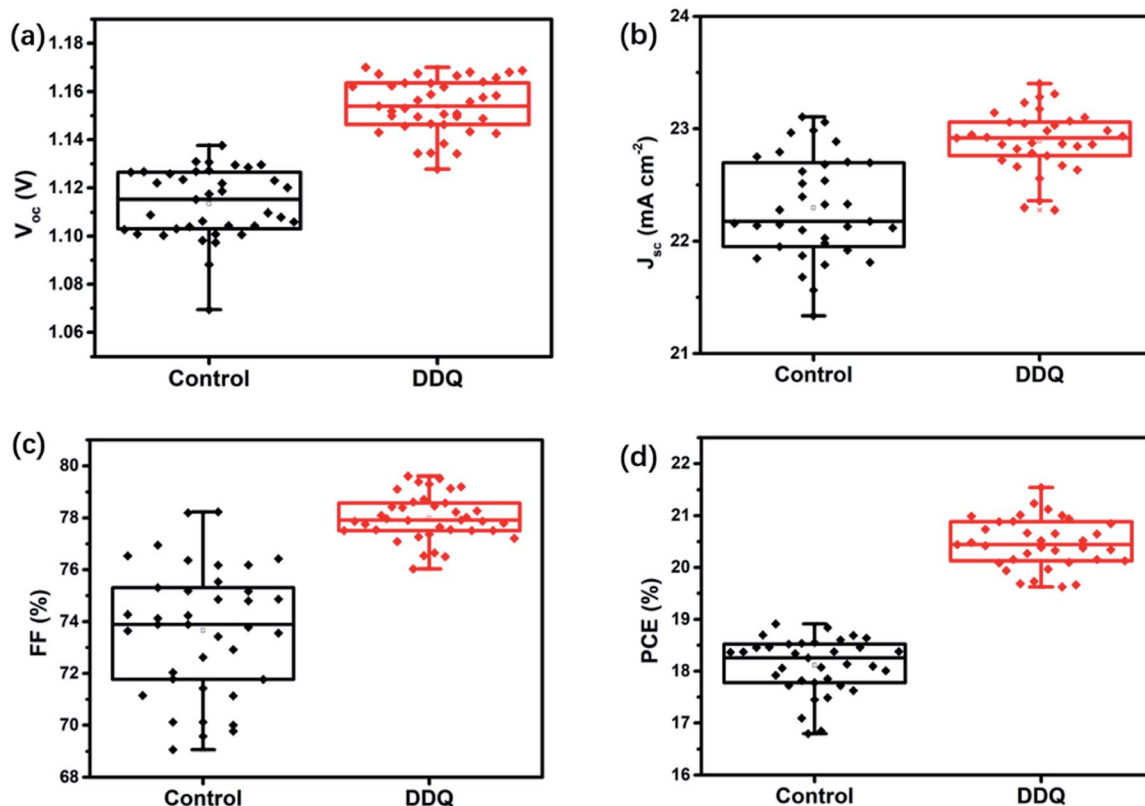 (a)
1.18
1.16
1.14
1.12
1.10
1.08
1.06
V_oc (V)
Control
DDQ
(b)
24
23
22
21
J_sc (mA cm⁻²)
Control
DDQ
(c)
80
78
76
74
72
70
68
FF (%)
Control
DDQ
(d)
22
21
20
19
18
17
16
PCE (%)
Control
DDQ